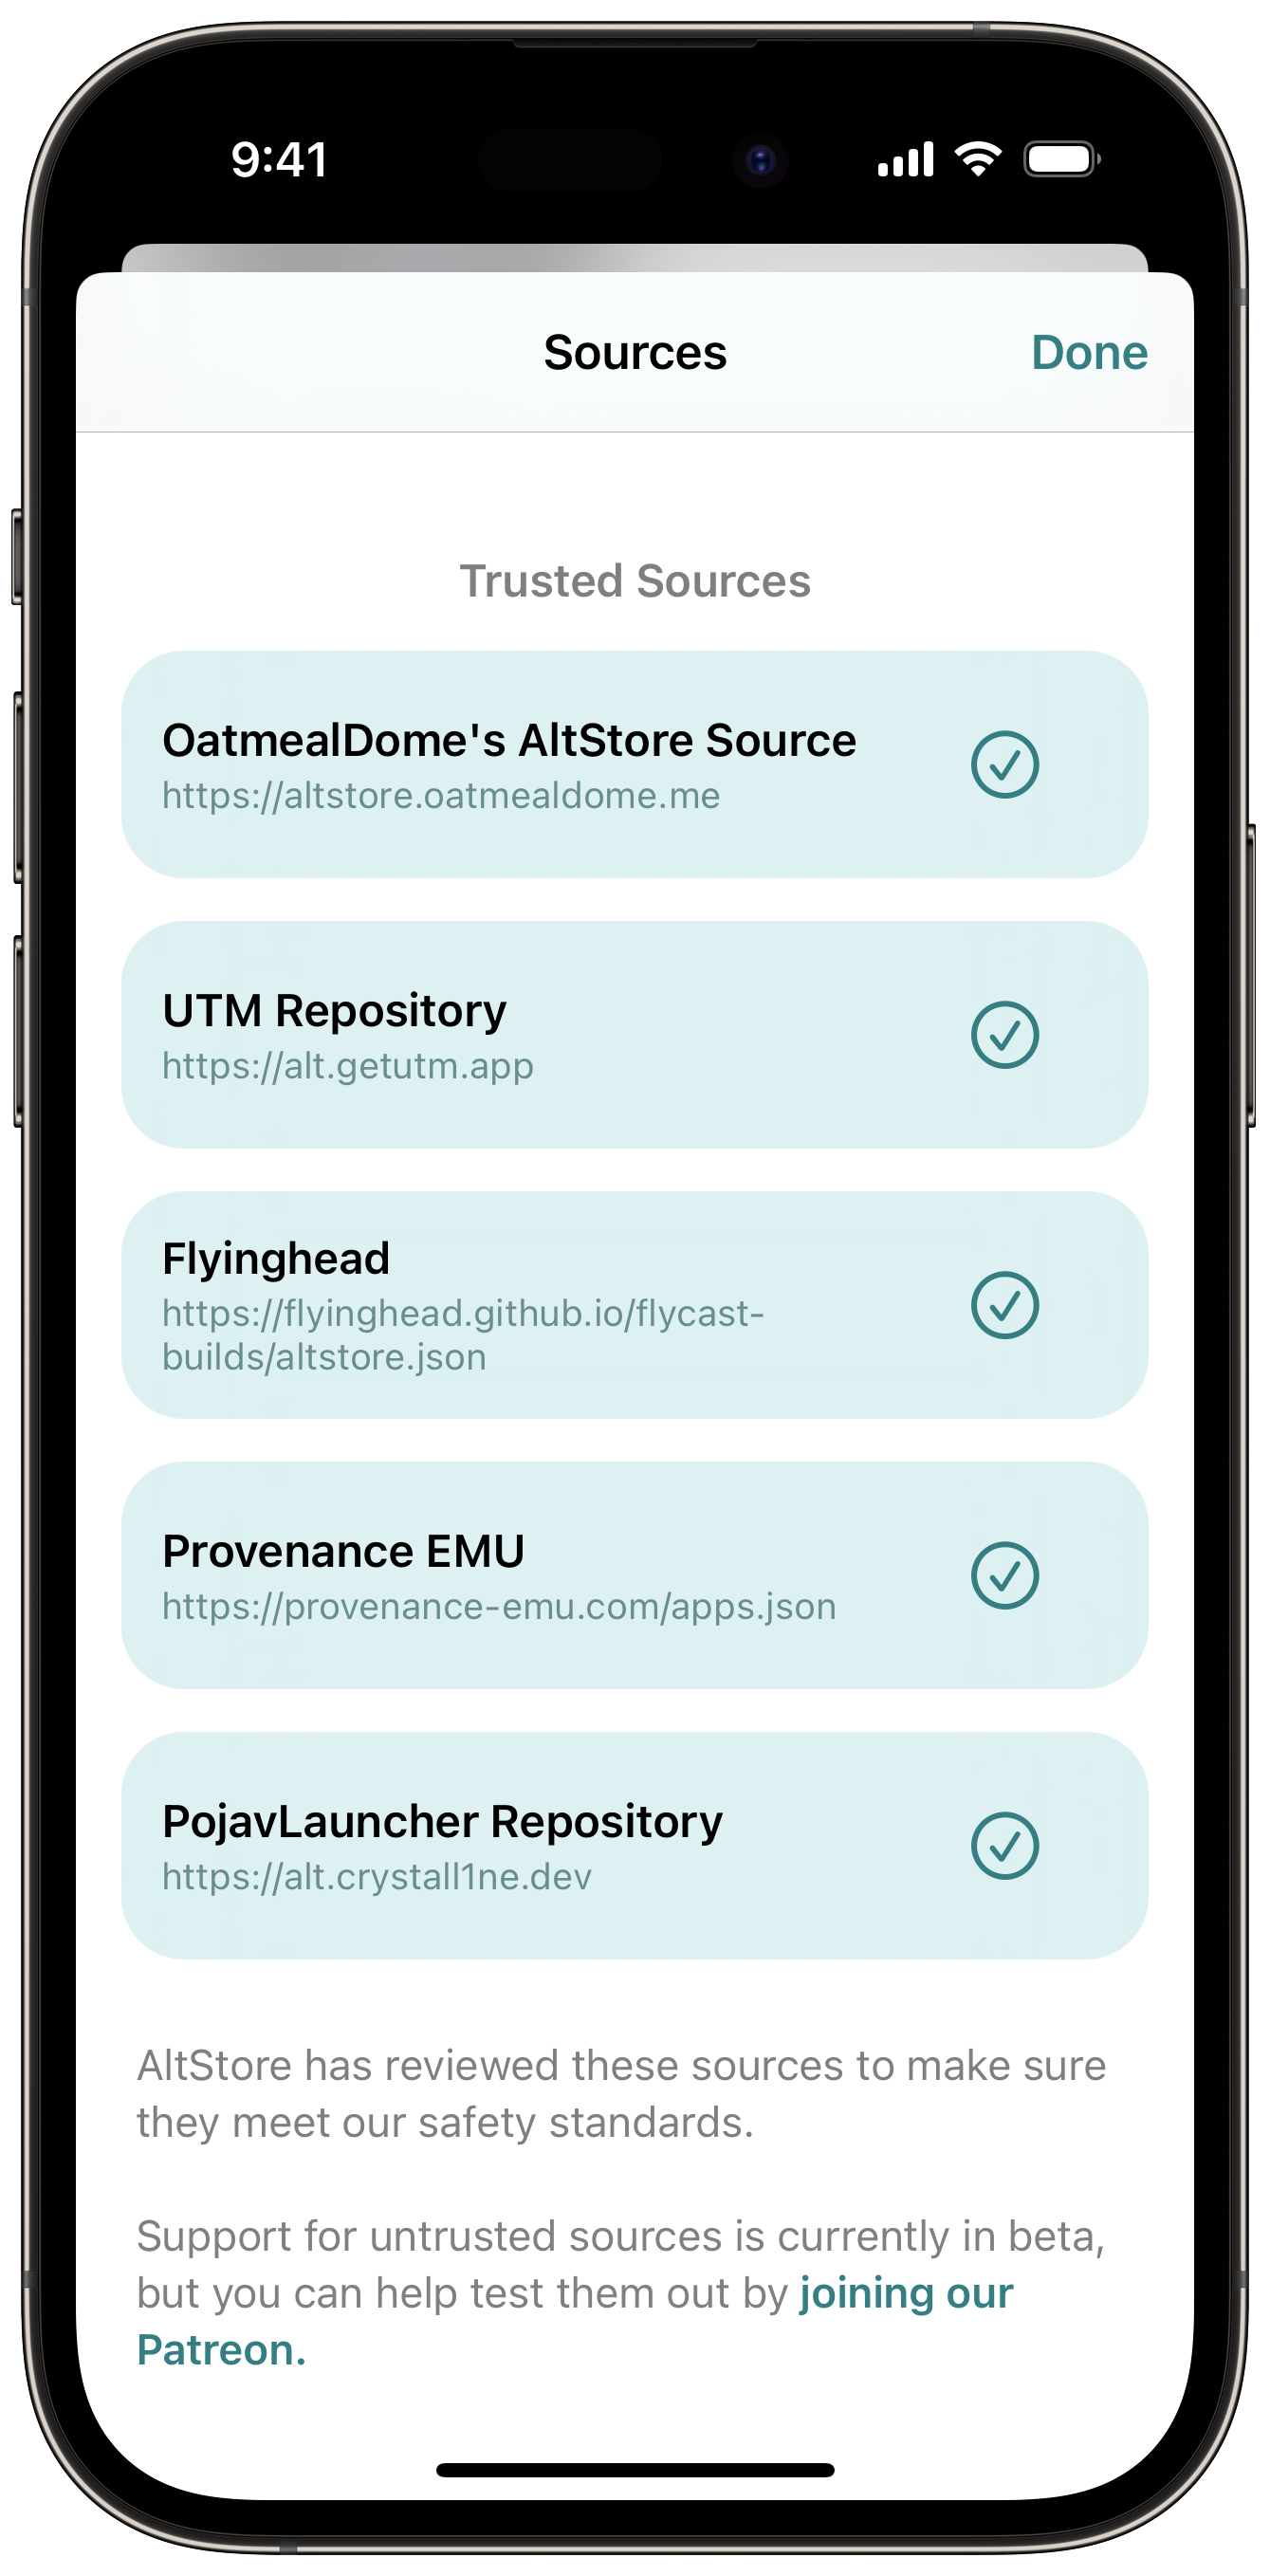 9:41
Sources
Done
Trusted Sources
OatmealDome's AltStore Source
https://altstore.oatmealdome.me
UTM Repository
https://alt.getutm.app
Flyinghead
https://flyinghead.github.io/flycast-
builds/altstore.json
Provenance EMU
https://provenance-emu.com/apps.json
PojavLauncher Repository
https://alt.crystall1ne.dev
AltStore has reviewed these sources to make sure
they meet our safety standards.
Support for untrusted sources is currently in beta,
but you can help test them out by joining our
Patreon.